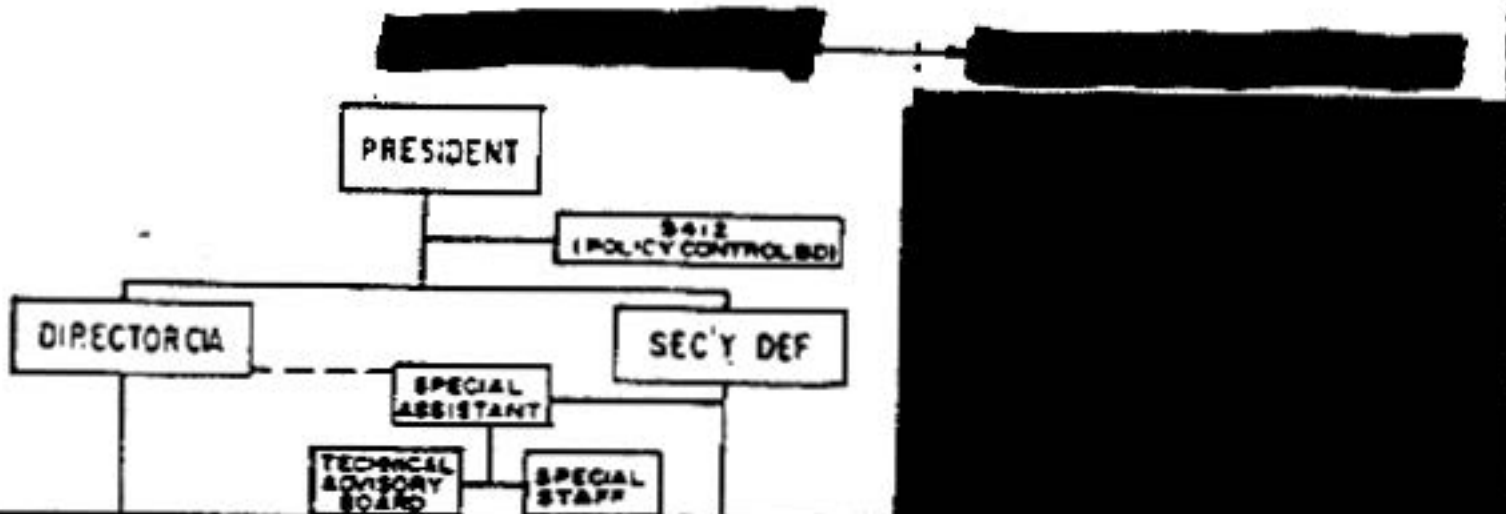 PRESIDENT
5412
(POLICY CONTROL BD)
DIRECTOR CIA
SEC'Y DEF
SPECIAL
ASSISTANT
TECHNICAL
ADVISORY
BOARD
SPECIAL
STAFF